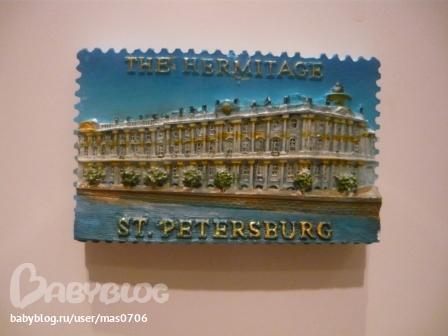 THE HERMITAGE
ST. PETERSBURG
BABYBLOG
babyblog.ru/user/mas0706